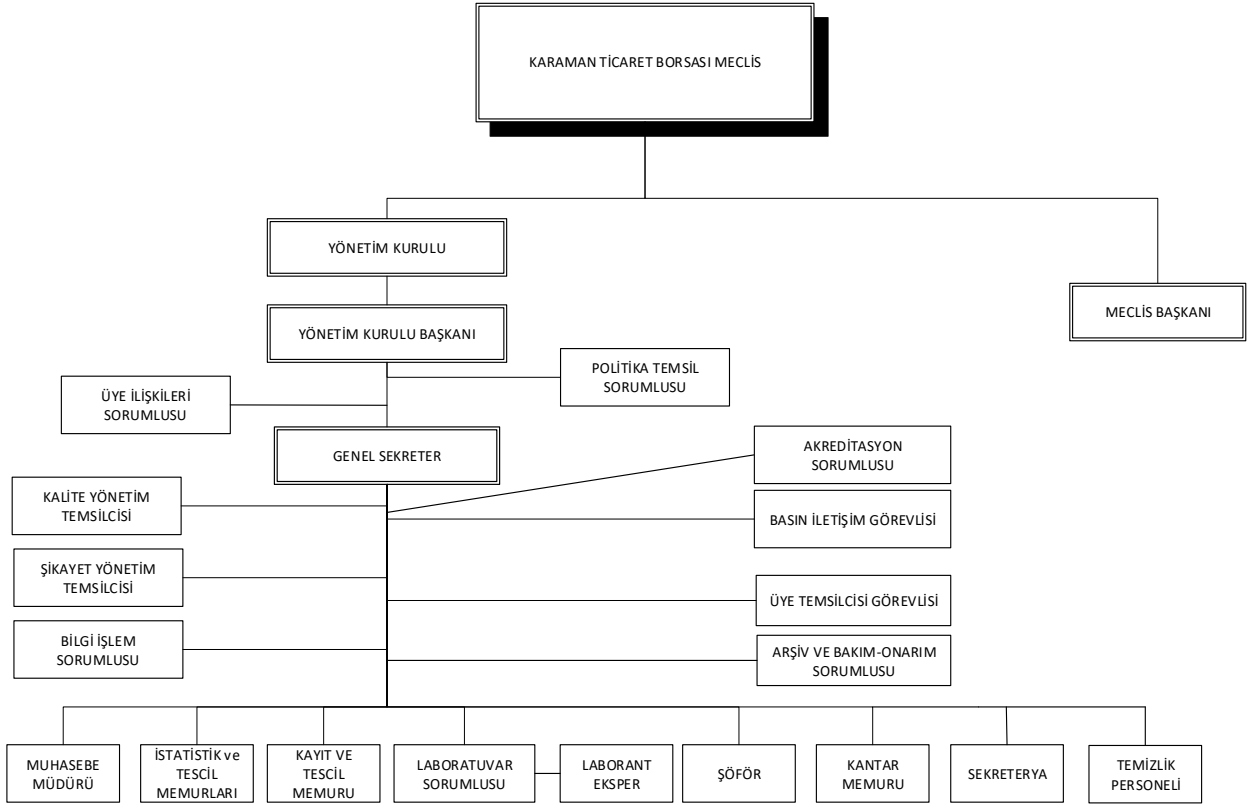 KARAMAN TİCARET BORSASI MECLİS
YÖNETİM KURULU
MECLİS BAŞKANI
YÖNETİM KURULU BAŞKANI
POLİTİKA TEMSİL
SORUMLUSU
ÜYE İLİŞKİLERİ
SORUMLUSU
GENEL SEKRETER
AKREDİTASYON
SORUMLUSU
KALİTE YÖNETİM
TEMSİLCİSİ
BASIN İLETİŞİM GÖREVLİSİ
ŞİKAYET YÖNETİM
TEMSİLCİSİ
ÜYE TEMSİLCİSİ GÖREVLİSİ
BİLGİ İŞLEM
SORUMLUSU
ARŞİV VE BAKIM-ONARIM
SORUMLUSU
MUHASEBE
MÜDÜRÜ
İSTATİSTİK ve
TESCİL
MEMURLARI
KAYIT VE
TESCİL
MEMURU
LABORATUVAR
SORUMLUSU
LABORANT
EKSPER
ŞÖFÖR
KANTAR
MEMURU
SEKRETERYA
TEMİZLİK
PERSONELİ